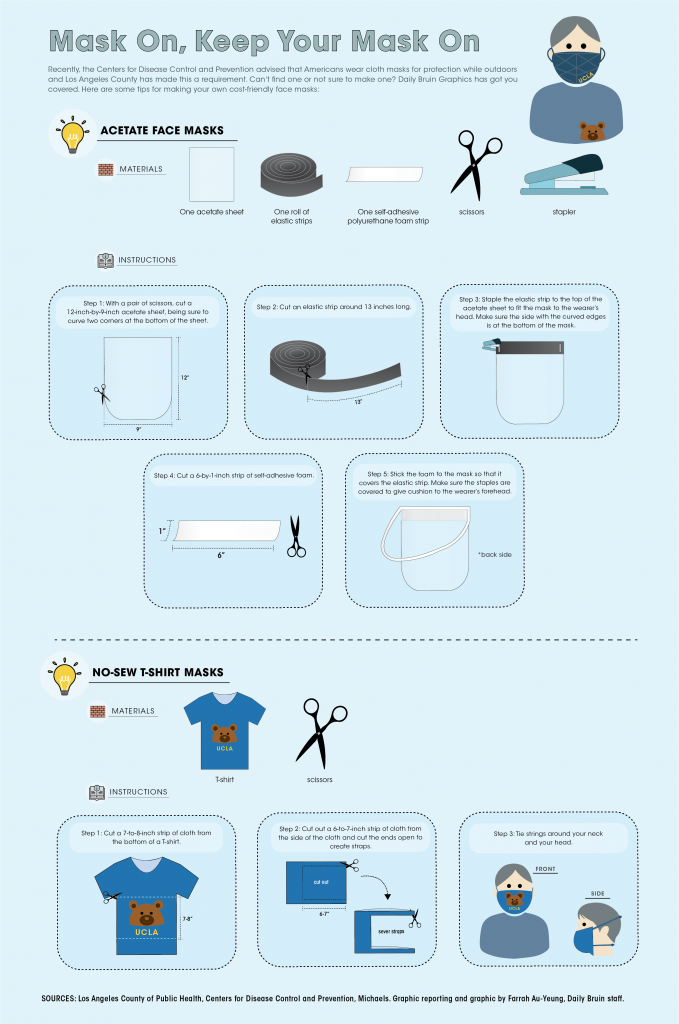 Mask On, Keep Your Mask On
Recently, the Centers for Disease Control and Prevention advised that Americans wear cloth masks for protection while outdoors
and Los Angeles County has made this a requirement. Can't find one or not sure to make one? Daily Bruin Graphics has got you
covered. Here are some tips for making your own cost-friendly face masks:
UCLA
ACETATE FACE MASKS
MATERIALS
One acetate sheet
One roll of
elastic strips
One self-adhesive
polyurethane foam strip
scissors
stapler
INSTRUCTIONS
Step 1: With a pair of scissors, cut a
12-inch-by-9-inch acetate sheet, being sure to
curve two corners at the bottom of the sheet.
12"
9"
Step 2: Cut an elastic strip around 13 inches long.
13"
Step 3: Staple the elastic strip to the top of the
acetate sheet to fit the mask to the wearer's
head. Make sure the side with the curved edges
is at the bottom of the mask.
Step 4: Cut a 6-by-1-inch strip of self-adhesive foam.
1"
6"
Step 5: Stick the foam to the mask so that it
covers the elastic strip. Make sure the staples are
covered to give cushion to the wearer's forehead.
*back side
NO-SEW T-SHIRT MASKS
MATERIALS
UCLA
T-shirt
scissors
INSTRUCTIONS
Step 1: Cut a 7-to-8-inch strip of cloth from
the bottom of a T-shirt.
UCLA
7-8"
Step 2: Cut out a 6-to-7-inch strip of cloth from
the side of the cloth and cut the ends open to
create straps.
cut out
6-7"
sever straps
Step 3: Tie strings around your neck
and your head.
FRONT
UCLA
SIDE
SOURCES: Los Angeles County of Public Health, Centers for Disease Control and Prevention, Michaels. Graphic reporting and graphic by Farrah Au-Yeung, Daily Bruin staff.